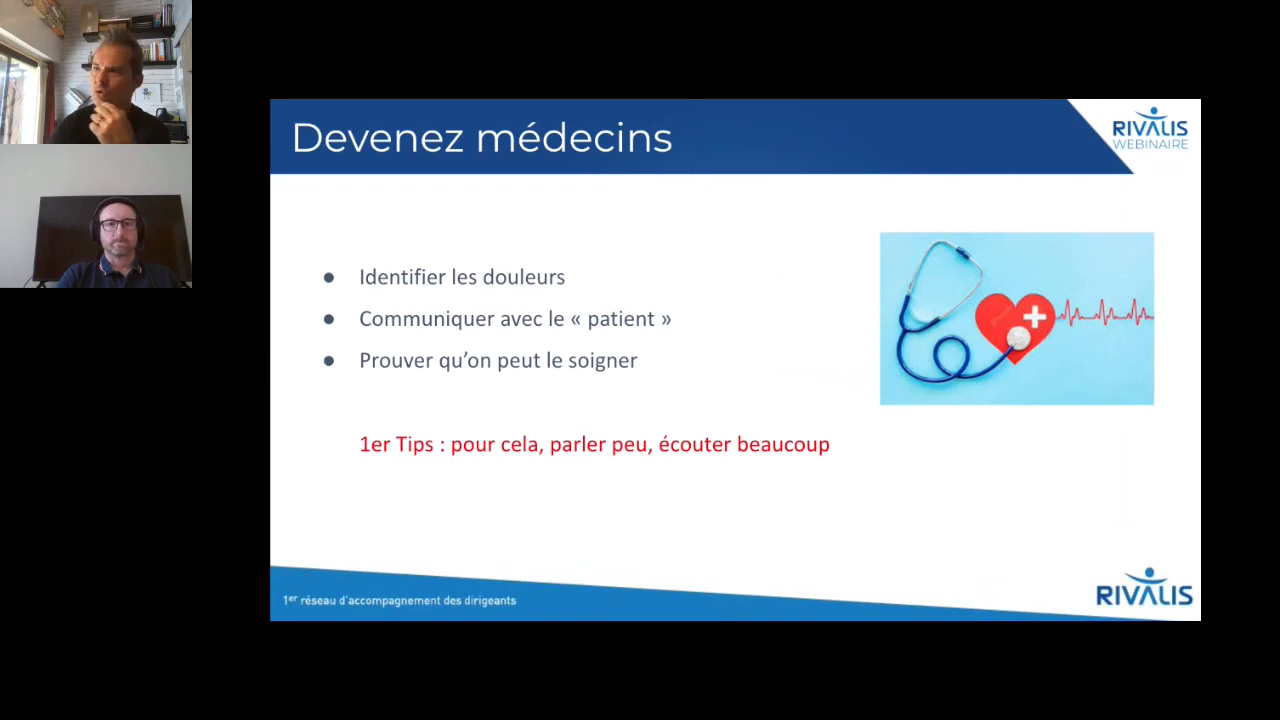 Devenez médecins
RIVALIS
WEBINAIRE
● Identifier les douleurs
● Communiquer avec le « patient »
● Prouver qu’on peut le soigner
1er Tips : pour cela, parler peu, écouter beaucoup
1er réseau d'accompagnement des dirigeants
RIVALIS